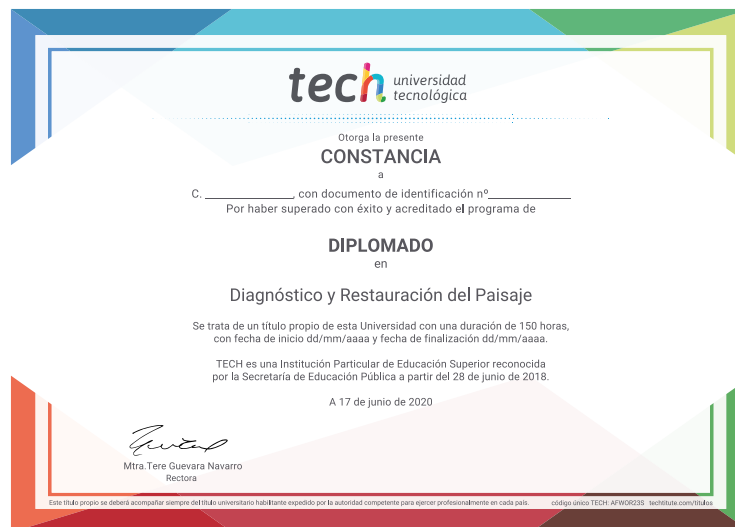 tech universidad
tecnológica
Otorga la presente
CONSTANCIA
a
C. ______________, con documento de identificación nº______________
Por haber superado con éxito y acreditado el programa de
DIPLOMADO
en
Diagnóstico y Restauración del Paisaje
Se trata de un título propio de esta Universidad con una duración de 150 horas,
con fecha de inicio dd/mm/aaaa y fecha de finalización dd/mm/aaaa.
TECH es una Institución Particular de Educación Superior reconocida
por la Secretaría de Educación Pública a partir del 28 de junio de 2018.
A 17 de junio de 2020
Mtra.Tere Guevara Navarro
Rectora
Este título propio se deberá acompañar siempre del título universitario habilitante expedido por la autoridad competente para ejercer profesionalmente en cada país. código único TECH: AFWOR23S techtitute.com/títulos